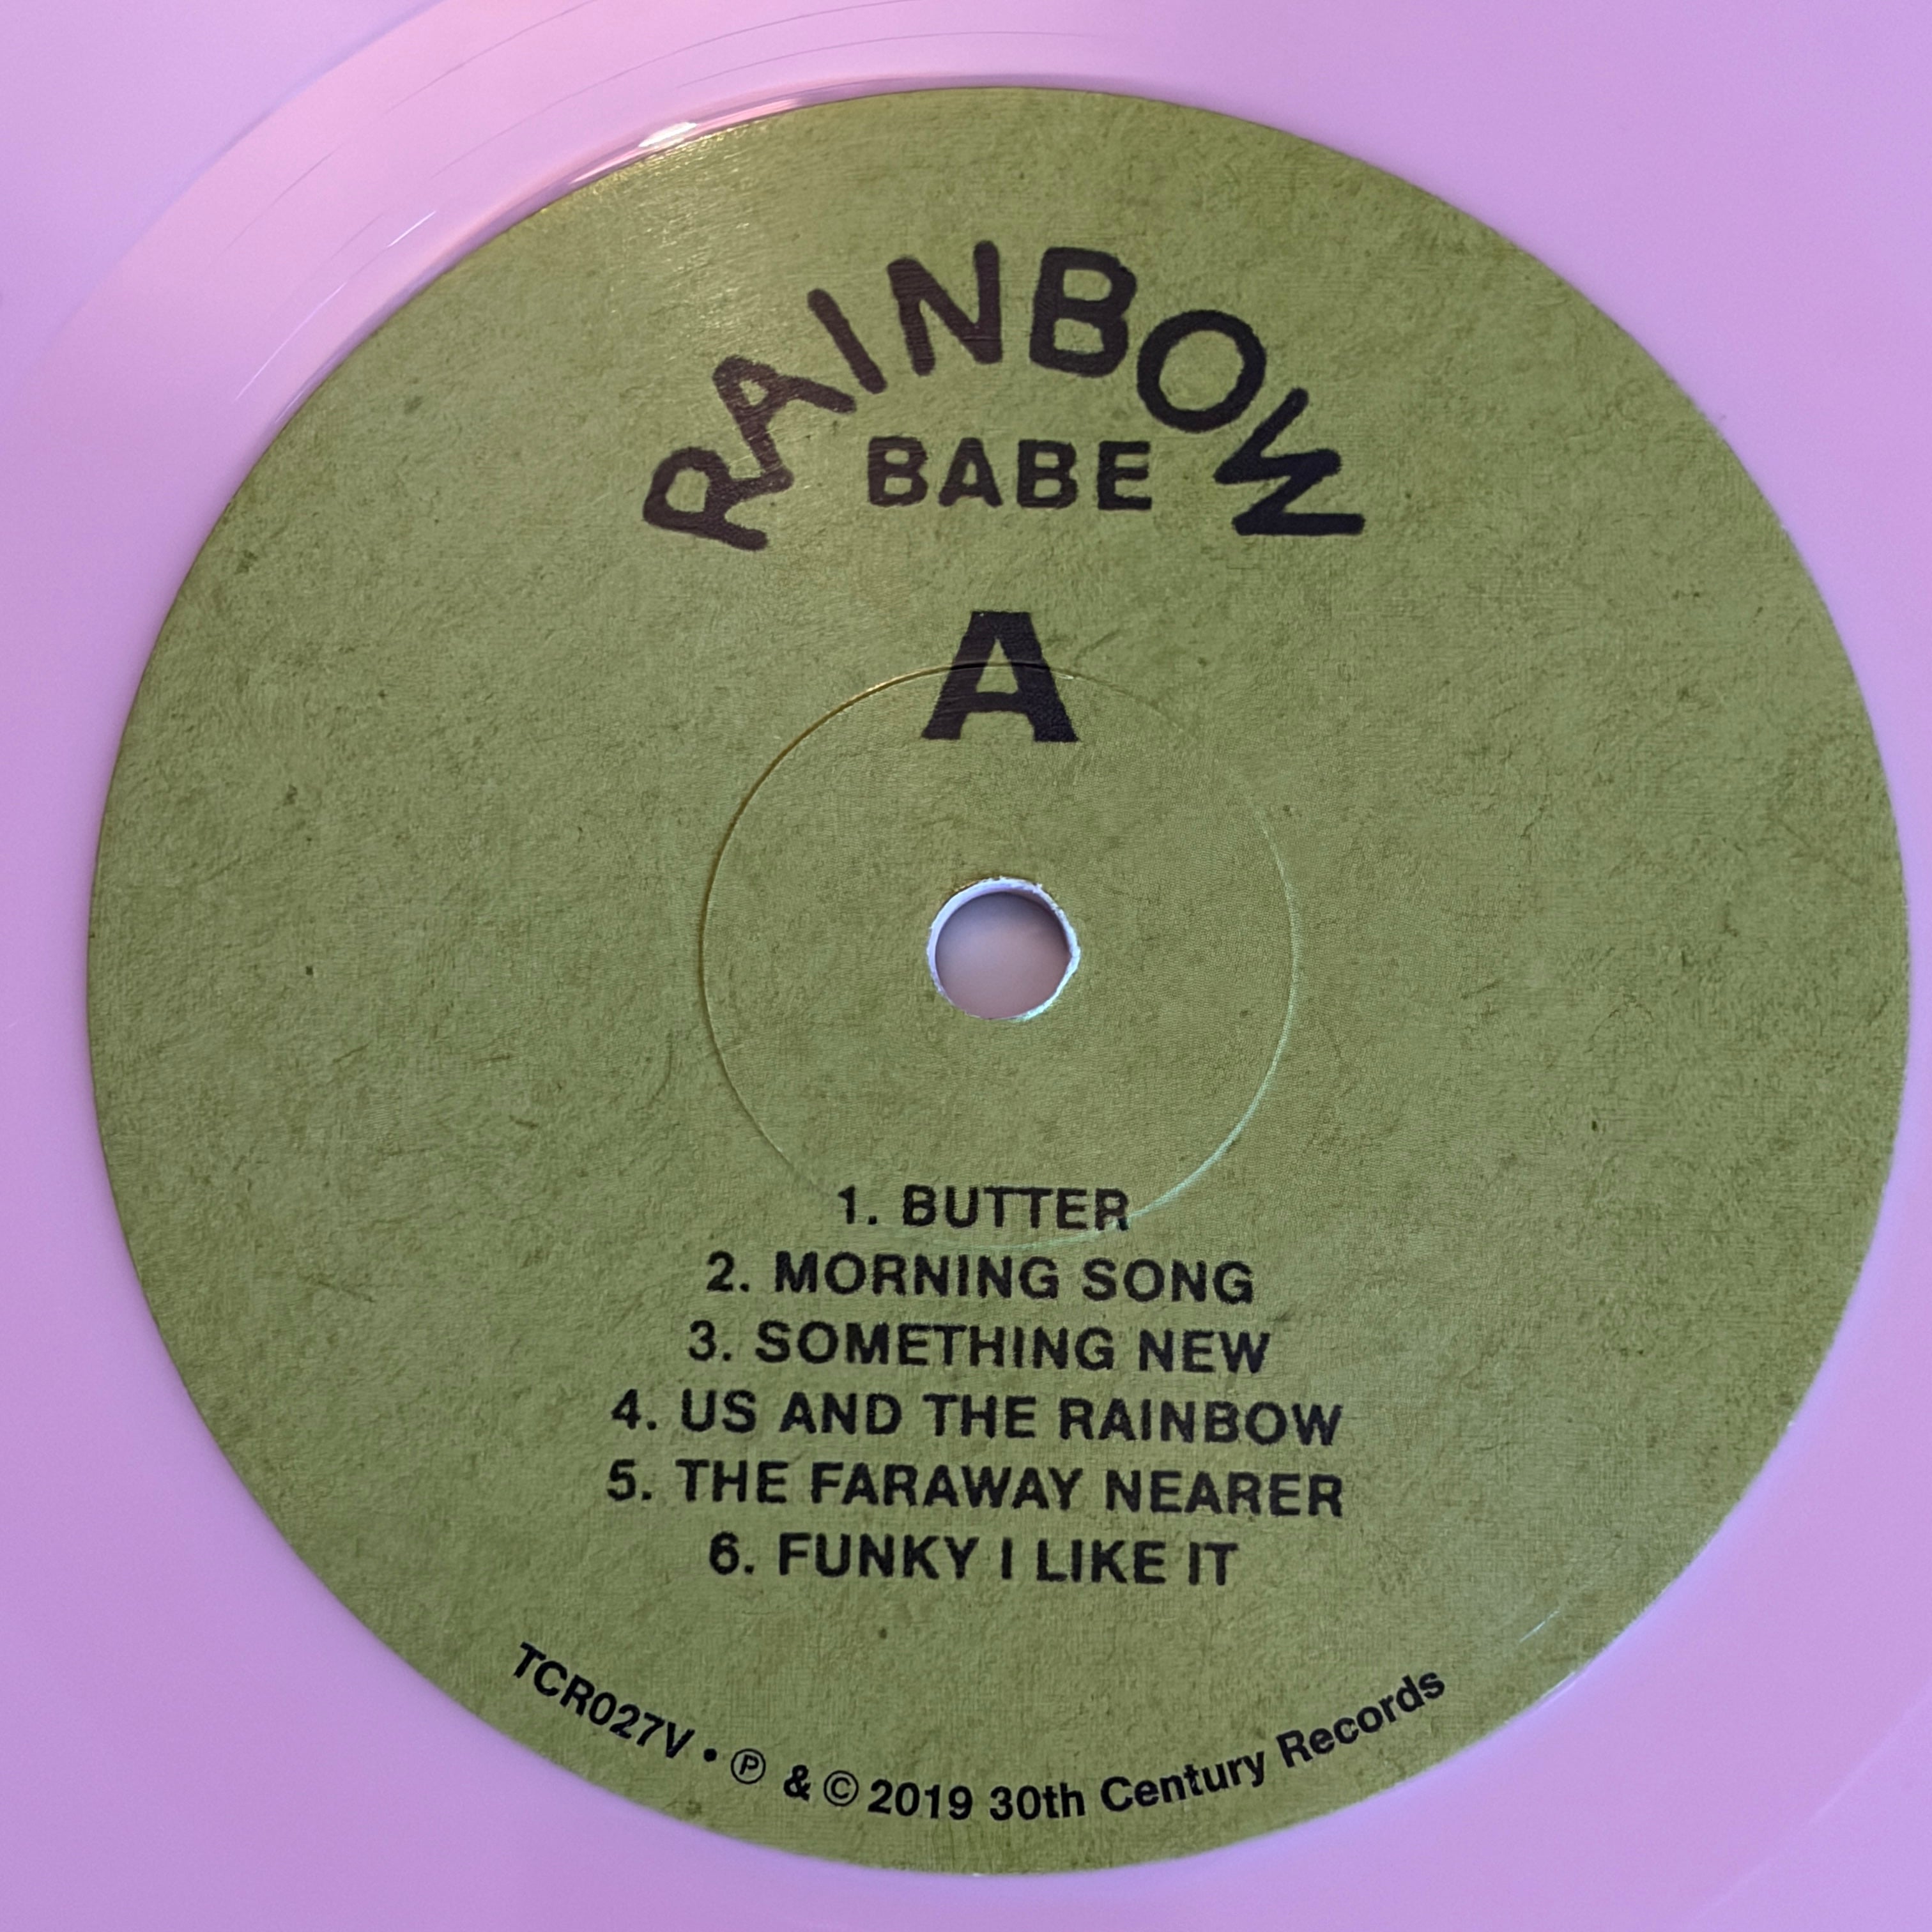 RAINBOW
BABE
A
1. BUTTER
2. MORNING SONG
3. SOMETHING NEW
4. US AND THE RAINBOW
5. THE FARAWAY NEARER
6. FUNKY I LIKE IT
TCR027V • ℗ & © 2019 30th Century Records